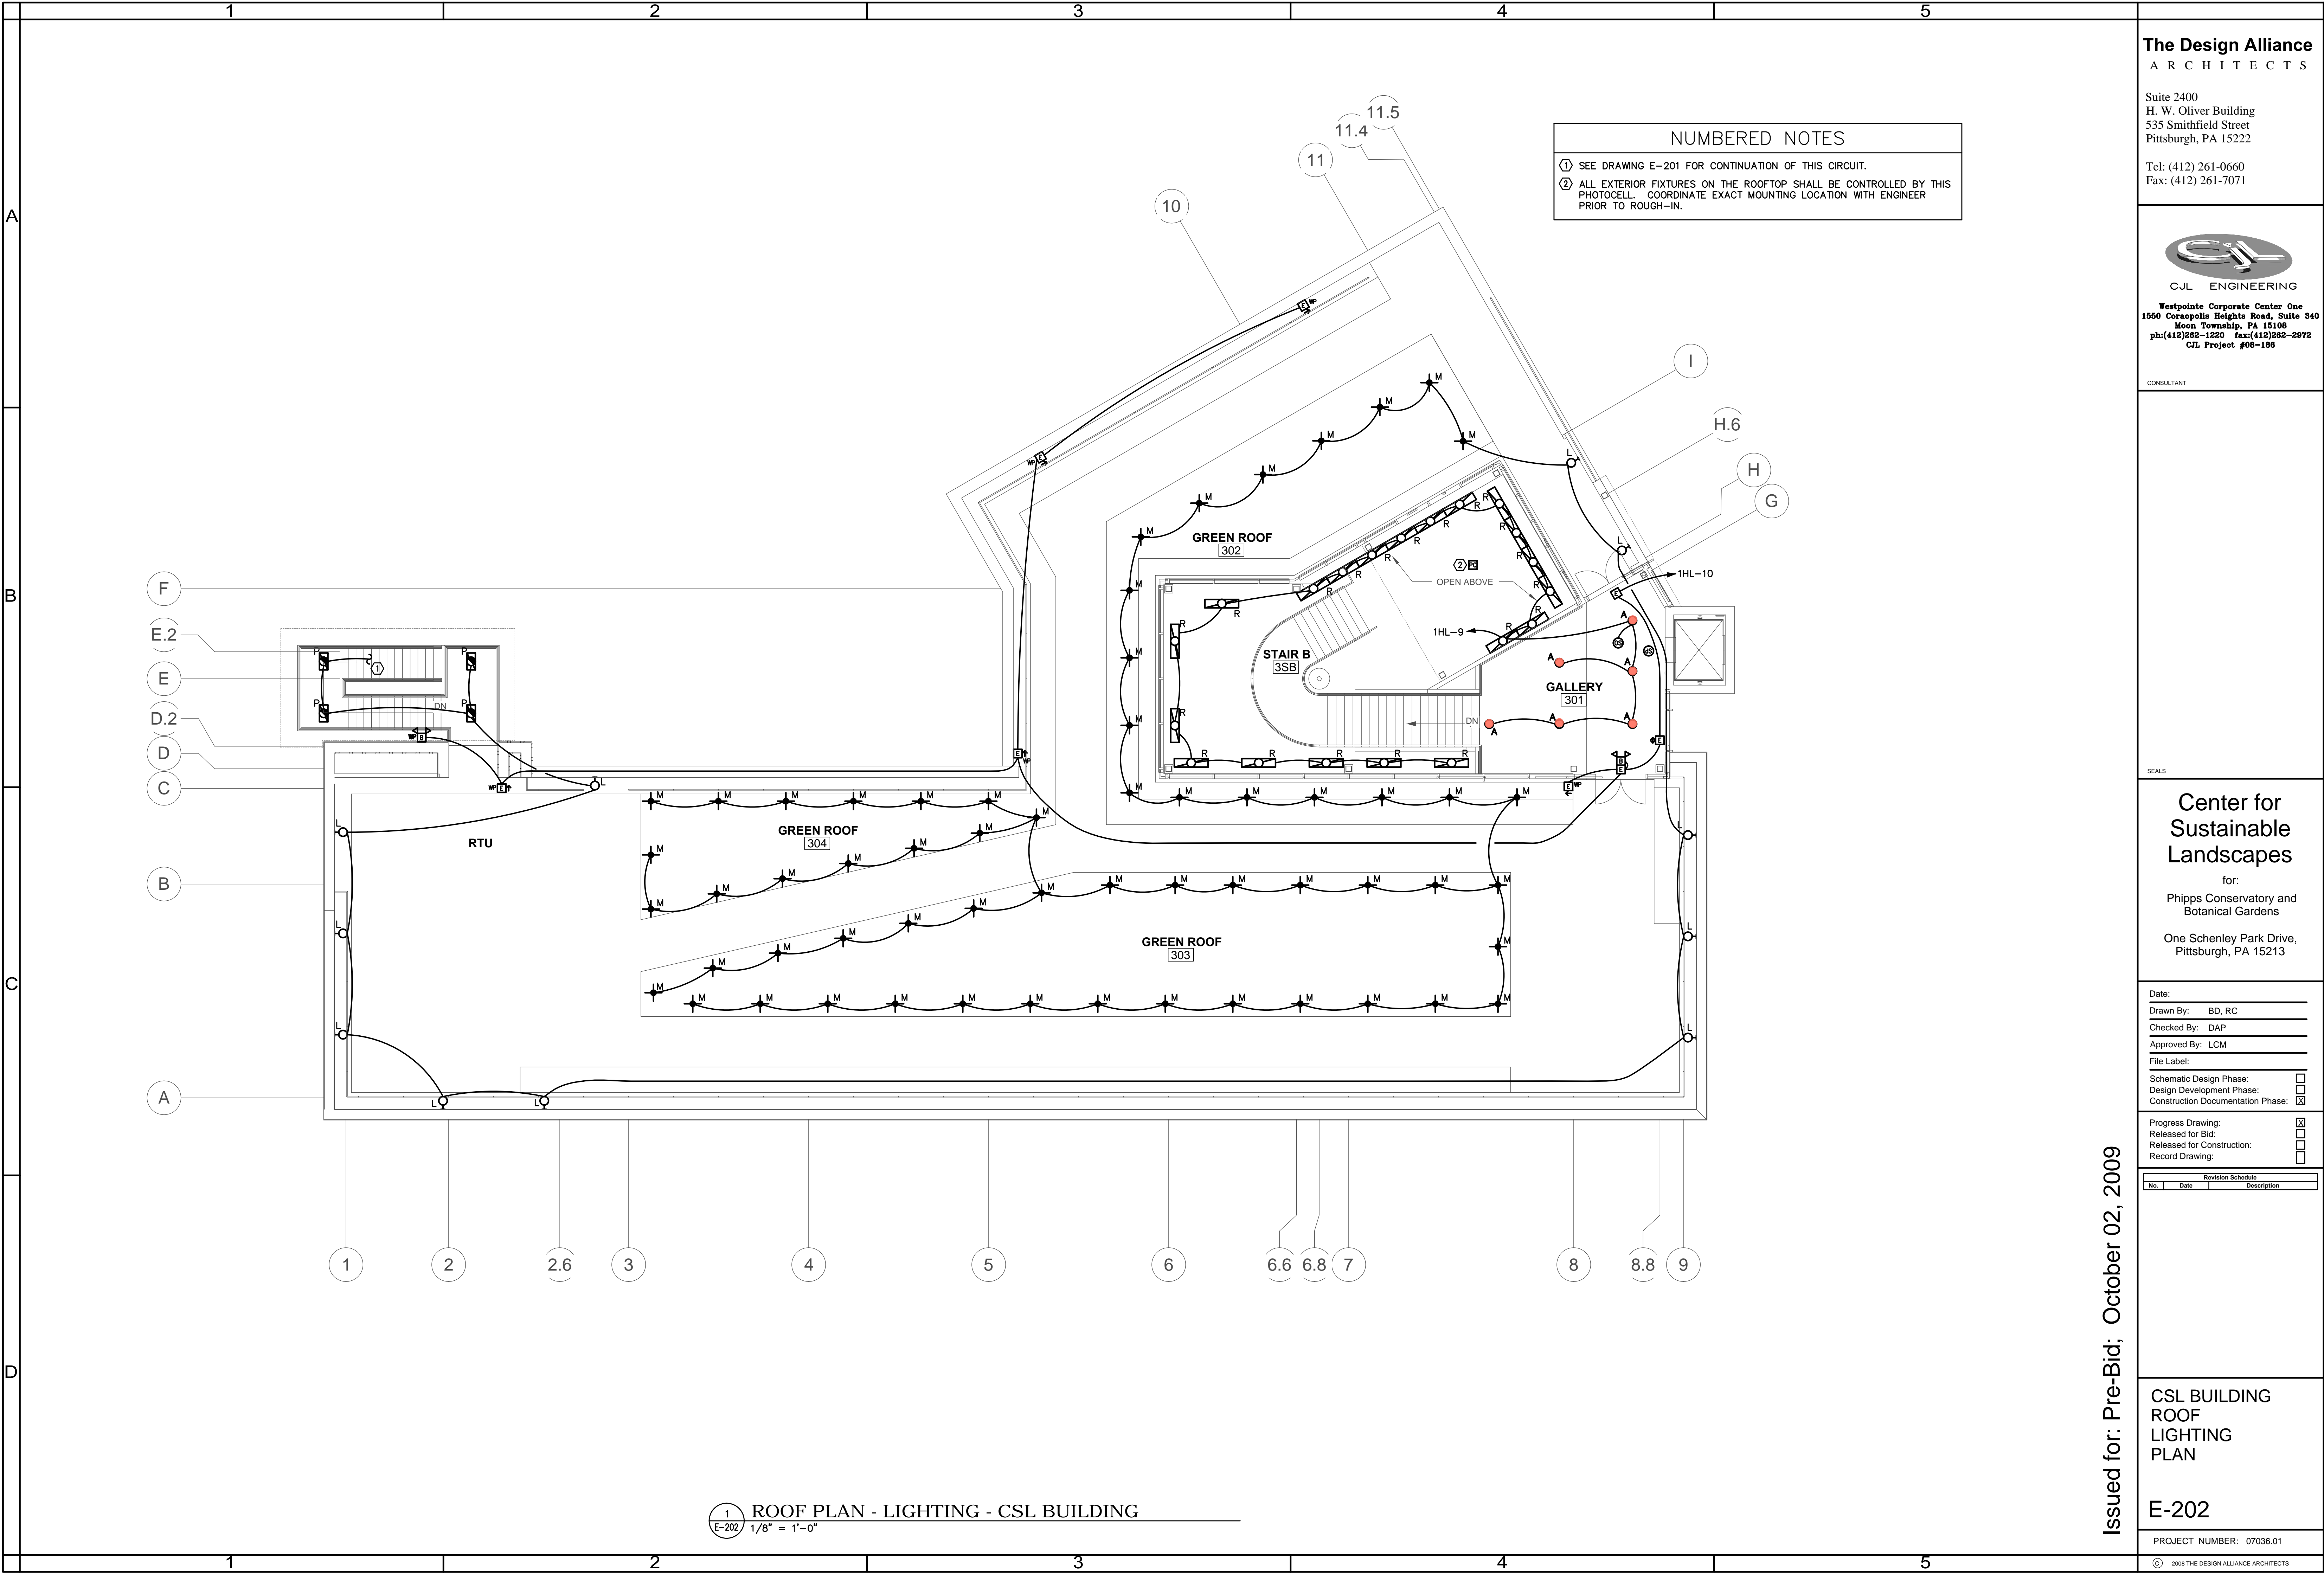 1 2 3 4 5
A
B
C
D
11.5
11.4
11
10
I
H.6
H
G
F
E.2
E
D.2
D
C
B
A
NUMBERED NOTES
1 SEE DRAWING E-201 FOR CONTINUATION OF THIS CIRCUIT.
2 ALL EXTERIOR FIXTURES ON THE ROOFTOP SHALL BE CONTROLLED BY THIS
PHOTOCELL. COORDINATE EXACT MOUNTING LOCATION WITH ENGINEER
PRIOR TO ROUGH-IN.
GREEN ROOF
302
2 PC
OPEN ABOVE
1HL-10
1HL-9
STAIR B
3SB
GALLERY
301
DN
DN
1
RTU
GREEN ROOF
304
GREEN ROOF
303
1 2 2.6 3 4 5 6 6.6 6.8 7 8 8.8 9
1
E-202
ROOF PLAN - LIGHTING - CSL BUILDING
1/8" = 1'-0"
1 2 3 4 5
Issued for: Pre-Bid; October 02, 2009
The Design Alliance
ARCHITECTS
Suite 2400
H. W. Oliver Building
535 Smithfield Street
Pittsburgh, PA 15222
Tel: (412) 261-0660
Fax: (412) 261-7071
CJL
CJL ENGINEERING
Westpointe Corporate Center One
1550 Coraopolis Heights Road, Suite 340
Moon Township, PA 15108
ph:(412)262-1220 fax:(412)262-2972
CJL Project #08-186
CONSULTANT
SEALS
Center for
Sustainable
Landscapes
for:
Phipps Conservatory and
Botanical Gardens
One Schenley Park Drive,
Pittsburgh, PA 15213
Date:
Drawn By: BD, RC
Checked By: DAP
Approved By: LCM
File Label:
Schematic Design Phase:
Design Development Phase:
Construction Documentation Phase: X
Progress Drawing: X
Released for Bid:
Released for Construction:
Record Drawing:
Revision Schedule
No. Date Description
CSL BUILDING
ROOF
LIGHTING
PLAN
E-202
PROJECT NUMBER: 07036.01
© 2008 THE DESIGN ALLIANCE ARCHITECTS